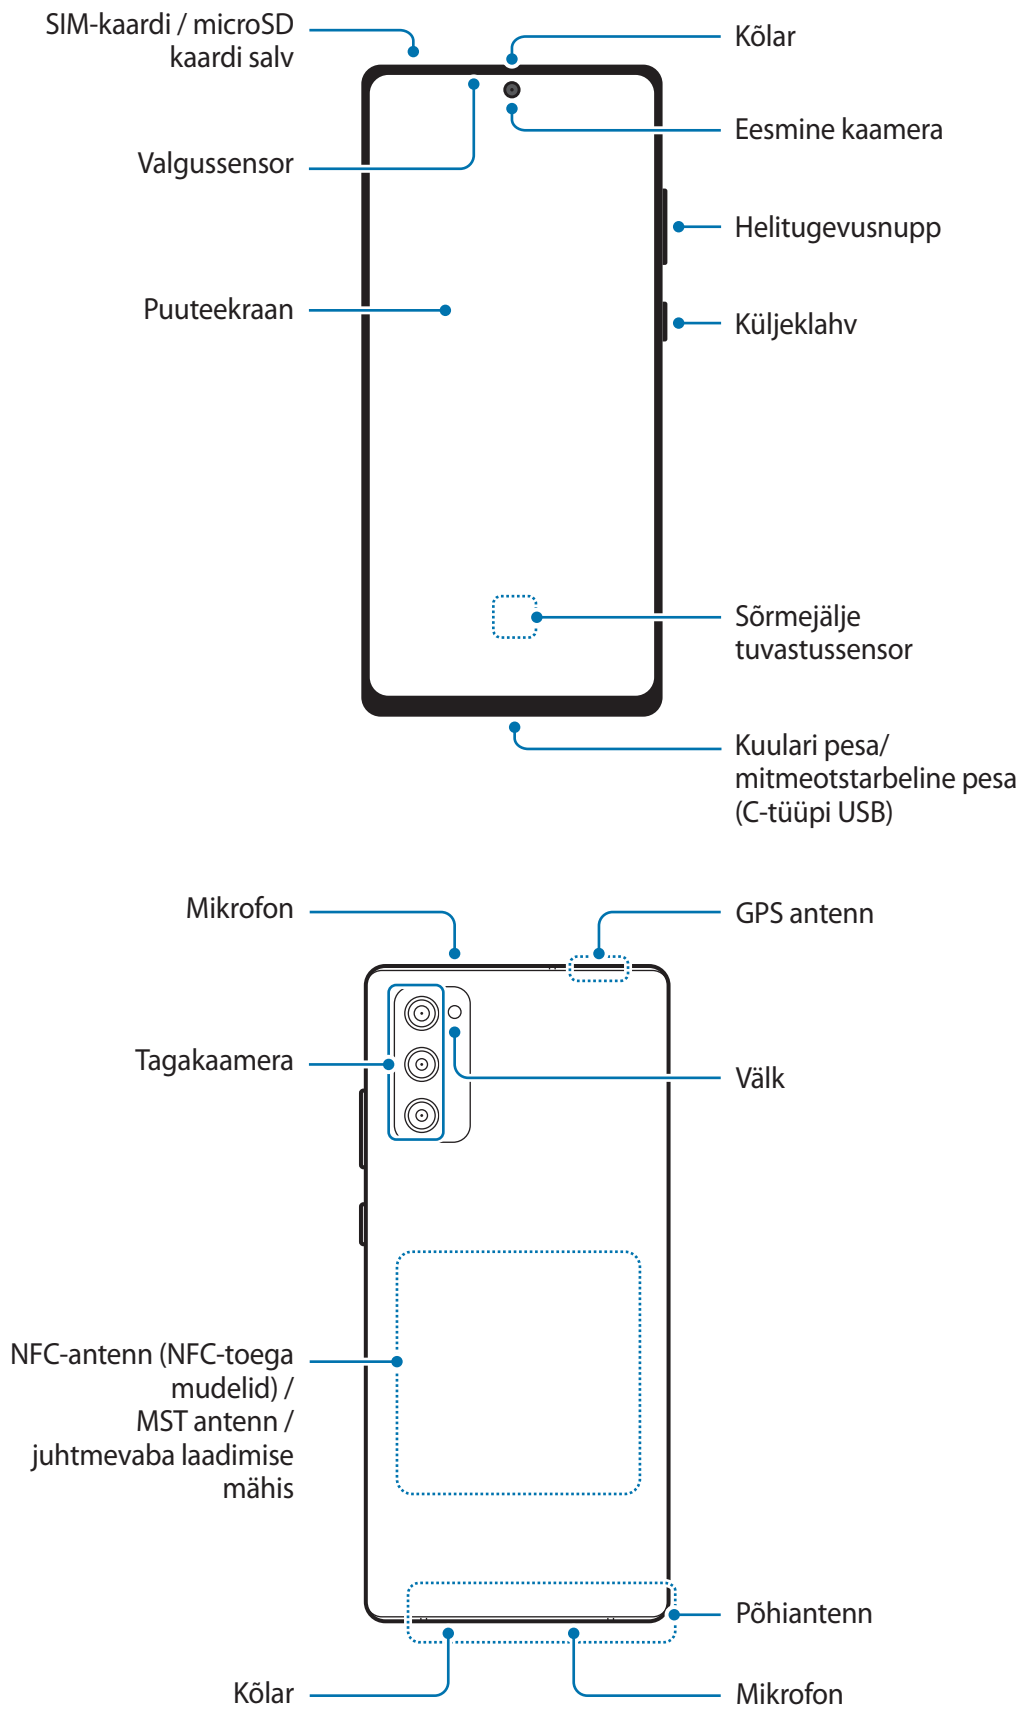 SIM-kaardi / microSD
kaardi salv
Kõlar
Eesmine kaamera
Valgussensor
Helitugevusnupp
Puuteekraan
Küljeklahv
Sõrmejälje
tuvastussensor
Kuulari pesa/
mitmeotstarbeline pesa
(C-tüüpi USB)
Mikrofon
GPS antenn
Tagakaamera
Välk
NFC-antenn (NFC-toega
mudelid) /
MST antenn /
juhtmevaba laadimise
mähis
Põhiantenn
Kõlar
Mikrofon